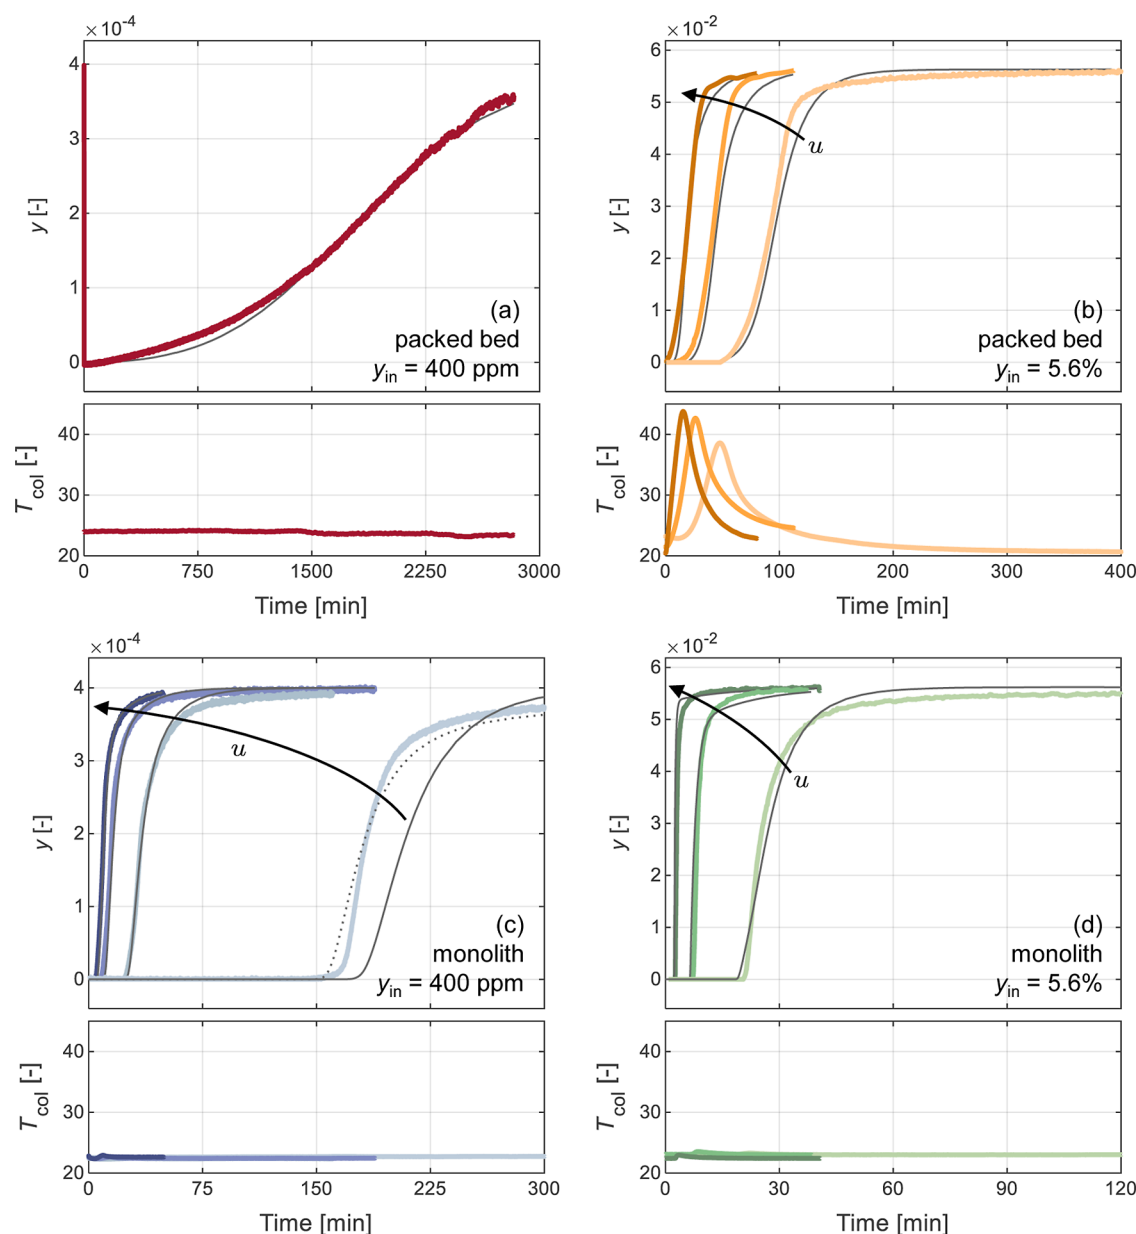 ×10⁻⁴
4
3
2
1
0
y [-]
(a)
packed bed
y_in = 400 ppm
40
30
20
T_col [-]
0 750 1500 2250 3000
Time [min]
×10⁻²
6
5
4
3
2
1
0
y [-]
u
(b)
packed bed
y_in = 5.6%
40
30
20
T_col [-]
0 100 200 300 400
Time [min]
×10⁻⁴
4
3
2
1
0
y [-]
u
(c)
monolith
y_in = 400 ppm
40
30
20
T_col [-]
0 75 150 225 300
Time [min]
×10⁻²
6
5
4
3
2
1
0
y [-]
u
(d)
monolith
y_in = 5.6%
40
30
20
T_col [-]
0 30 60 90 120
Time [min]